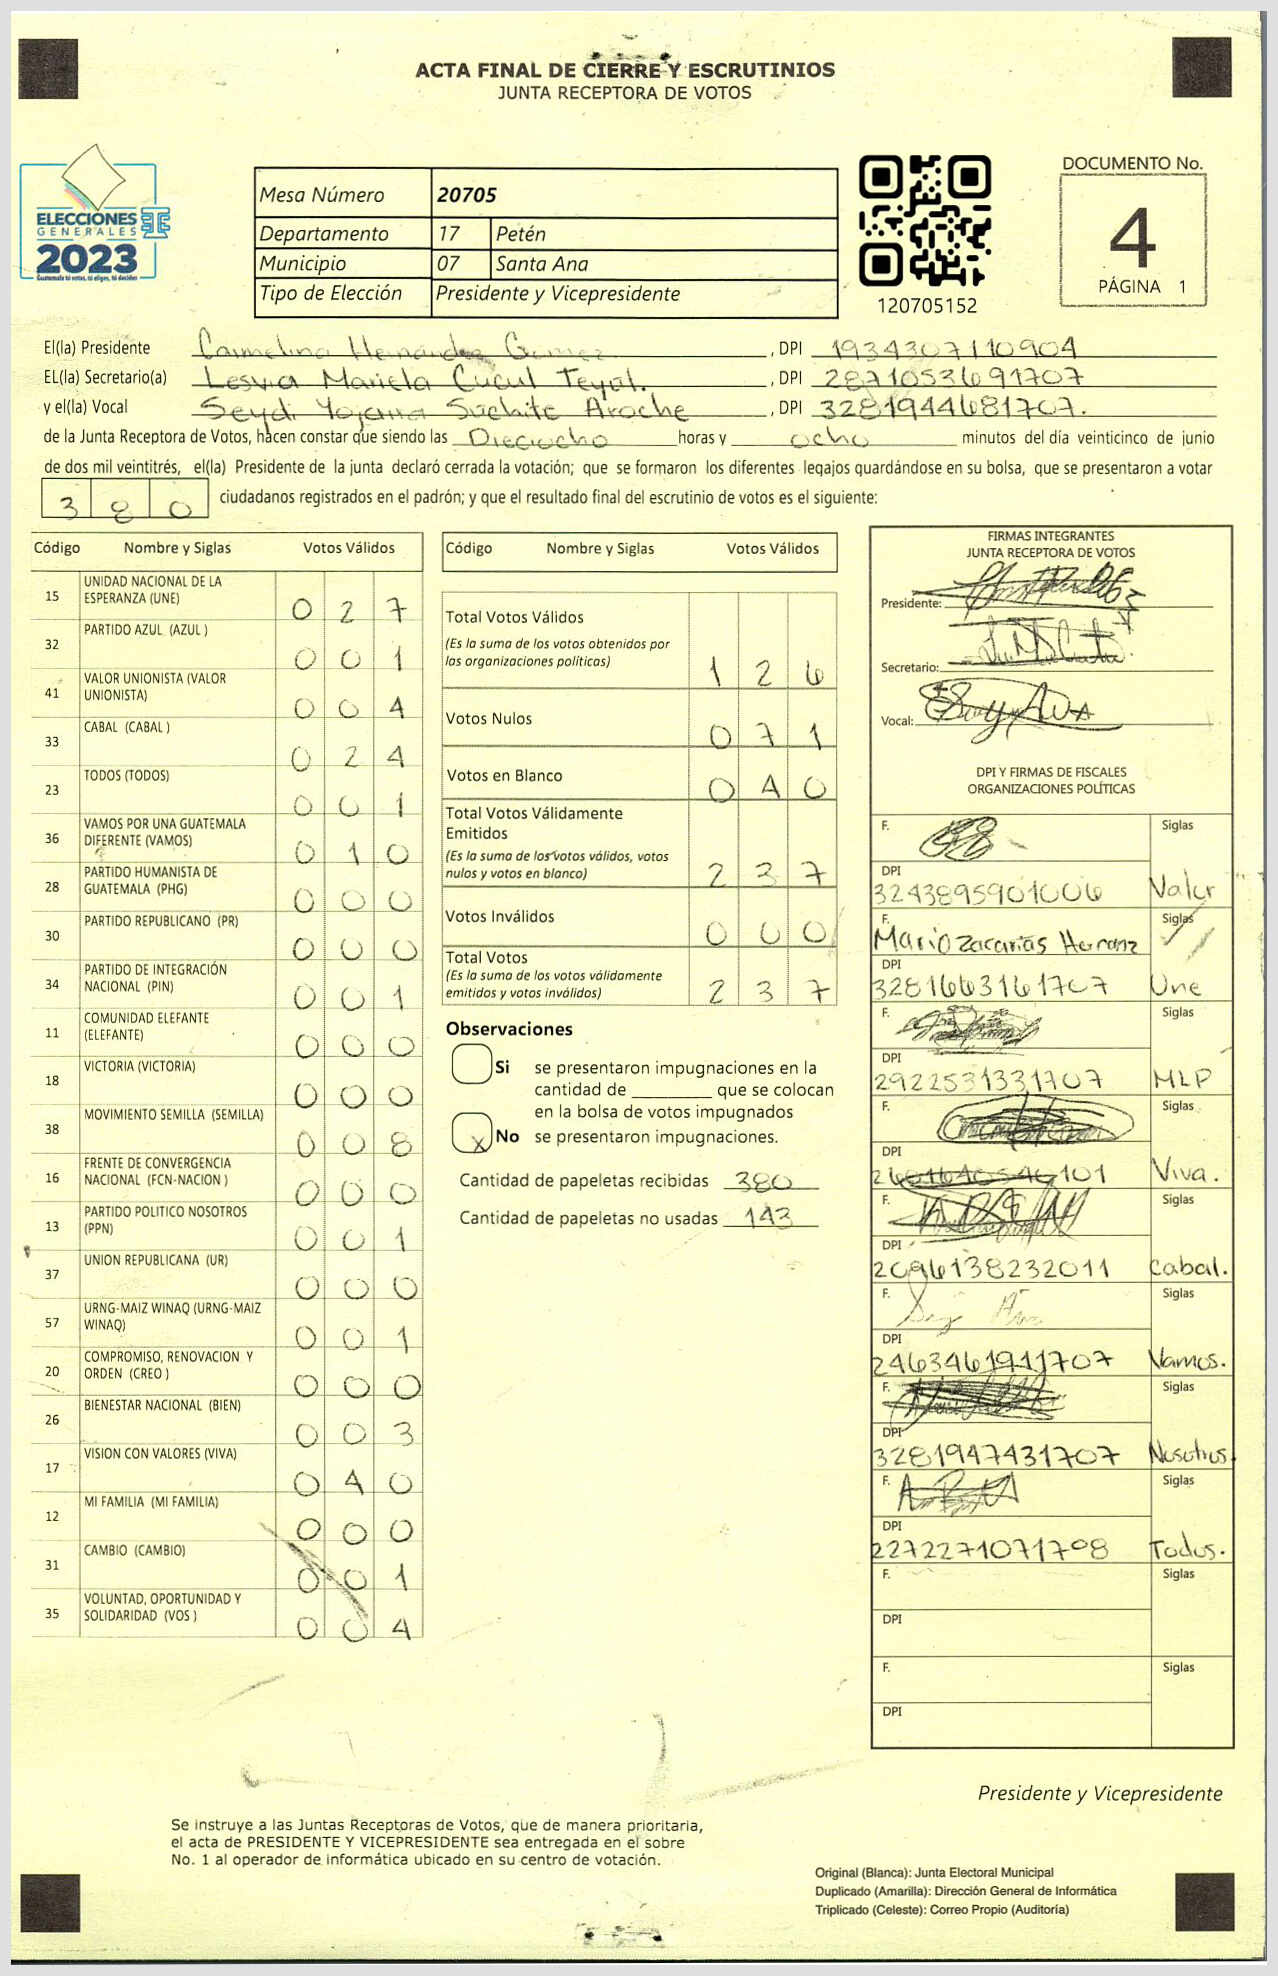 ACTA FINAL DE CIERRE Y ESCRUTINIOS
JUNTA RECEPTORA DE VOTOS
ELECCIONES
GENERALES
2023
Guatemala tú votas, tú eliges, tú decides
Mesa Número 20705
Departamento 17 Petén
Municipio 07 Santa Ana
Tipo de Elección Presidente y Vicepresidente
120705152
DOCUMENTO No.
4
PÁGINA 1
El(la) Presidente Carmelina Hernández Gómez, DPI 1934307110904
EL(la) Secretario(a) Lesvia Mariela Cucul Teyul., DPI 2871053691707
y el(la) Vocal Seydi Yojana Suchite Aroche, DPI 3281944681707.
de la Junta Receptora de Votos, hacen constar que siendo las Dieciocho horas y ocho minutos del día veinticinco de junio
de dos mil veintitrés, el(la) Presidente de la junta declaró cerrada la votación; que se formaron los diferentes legajos guardándose en su bolsa, que se presentaron a votar
380 ciudadanos registrados en el padrón; y que el resultado final del escrutinio de votos es el siguiente:
Código Nombre y Siglas Votos Válidos
15 UNIDAD NACIONAL DE LA ESPERANZA (UNE) 0 2 7
32 PARTIDO AZUL (AZUL ) 0 0 1
41 VALOR UNIONISTA (VALOR UNIONISTA) 0 0 4
33 CABAL (CABAL ) 0 2 4
23 TODOS (TODOS) 0 0 1
36 VAMOS POR UNA GUATEMALA DIFERENTE (VAMOS) 0 1 0
28 PARTIDO HUMANISTA DE GUATEMALA (PHG) 0 0 0
30 PARTIDO REPUBLICANO (PR) 0 0 0
34 PARTIDO DE INTEGRACIÓN NACIONAL (PIN) 0 0 1
11 COMUNIDAD ELEFANTE (ELEFANTE) 0 0 0
18 VICTORIA (VICTORIA) 0 0 0
38 MOVIMIENTO SEMILLA (SEMILLA) 0 0 8
16 FRENTE DE CONVERGENCIA NACIONAL (FCN-NACION ) 0 0 0
13 PARTIDO POLITICO NOSOTROS (PPN) 0 0 1
37 UNION REPUBLICANA (UR) 0 0 0
57 URNG-MAIZ WINAQ (URNG-MAIZ WINAQ) 0 0 1
20 COMPROMISO, RENOVACION Y ORDEN (CREO ) 0 0 0
26 BIENESTAR NACIONAL (BIEN) 0 0 3
17 VISION CON VALORES (VIVA) 0 4 0
12 MI FAMILIA (MI FAMILIA) 0 0 0
31 CAMBIO (CAMBIO) 0 0 1
35 VOLUNTAD, OPORTUNIDAD Y SOLIDARIDAD (VOS ) 0 0 4
Código Nombre y Siglas Votos Válidos
Total Votos Válidos
(Es la suma de los votos obtenidos por
las organizaciones políticas) 1 2 6
Votos Nulos 0 7 1
Votos en Blanco 0 4 0
Total Votos Válidamente
Emitidos
(Es la suma de los votos válidos, votos
nulos y votos en blanco) 2 3 7
Votos Inválidos 0 0 0
Total Votos
(Es la suma de los votos válidamente
emitidos y votos inválidos) 2 3 7
Observaciones
Si se presentaron impugnaciones en la
cantidad de ________ que se colocan
en la bolsa de votos impugnados
X No se presentaron impugnaciones.
Cantidad de papeletas recibidas 380
Cantidad de papeletas no usadas 143
FIRMAS INTEGRANTES
JUNTA RECEPTORA DE VOTOS
Presidente:
Secretario:
Vocal:
DPI Y FIRMAS DE FISCALES
ORGANIZACIONES POLÍTICAS
F. Siglas
DPI
3243895901006 Valor
F. Siglas
Mario Zacarias
DPI
3281663161707 Une
F. Siglas
DPI
2922531331707 MLP
F. Siglas
DPI
Viva.
F. Siglas
DPI
2096138232011 Cabal.
F. Siglas
DPI
2463461911707 Vamos.
F. Siglas
DPI
3281947431707 Nosotros.
F. Siglas
DPI
2272271071708 Todos.
F. Siglas
DPI
F. Siglas
DPI
Presidente y Vicepresidente
Se instruye a las Juntas Receptoras de Votos, que de manera prioritaria,
el acta de PRESIDENTE Y VICEPRESIDENTE sea entregada en el sobre
No. 1 al operador de informática ubicado en su centro de votación.
Original (Blanca): Junta Electoral Municipal
Duplicado (Amarilla): Dirección General de Informática
Triplicado (Celeste): Correo Propio (Auditoría)